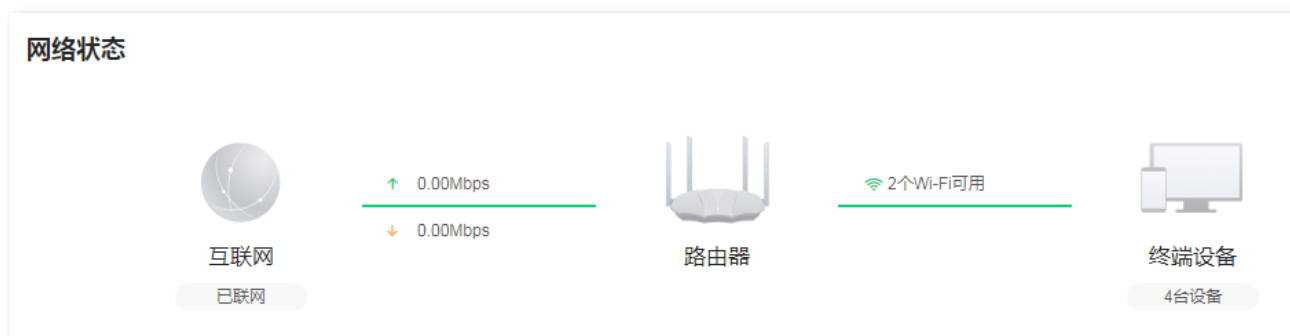 网络状态
0.00Mbps
2个Wi-Fi可用
0.00Mbps
互联网
路由器
终端设备
已联网
4台设备